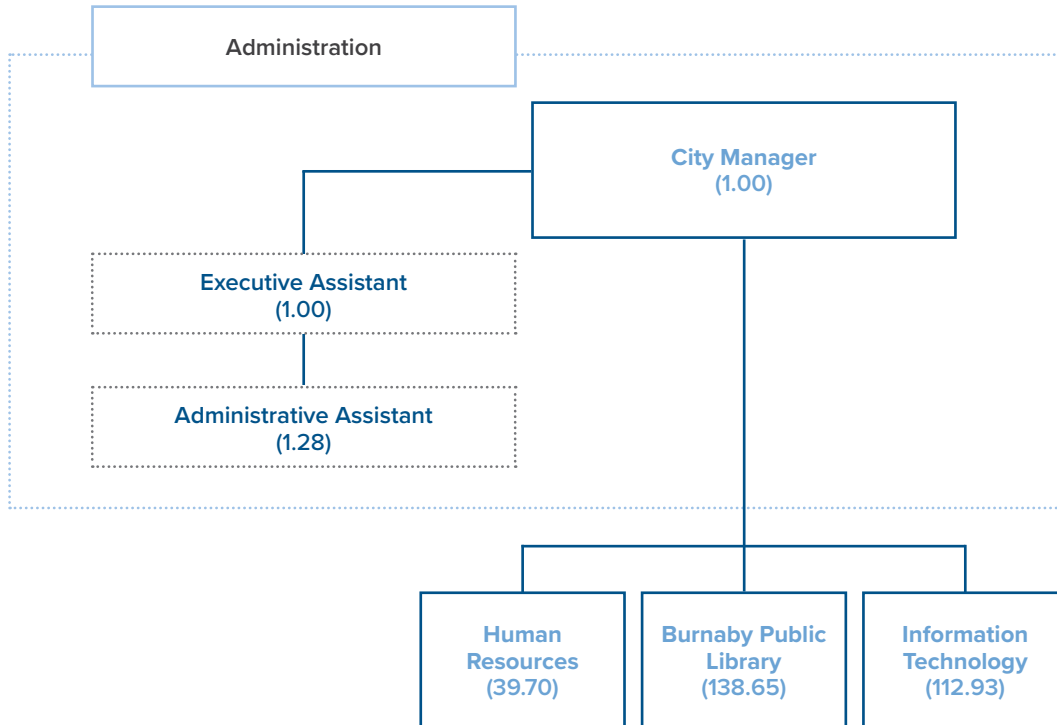 Administration
City Manager
(1.00)
Executive Assistant
(1.00)
Administrative Assistant
(1.28)
Human
Resources
(39.70)
Burnaby Public
Library
(138.65)
Information
Technology
(112.93)